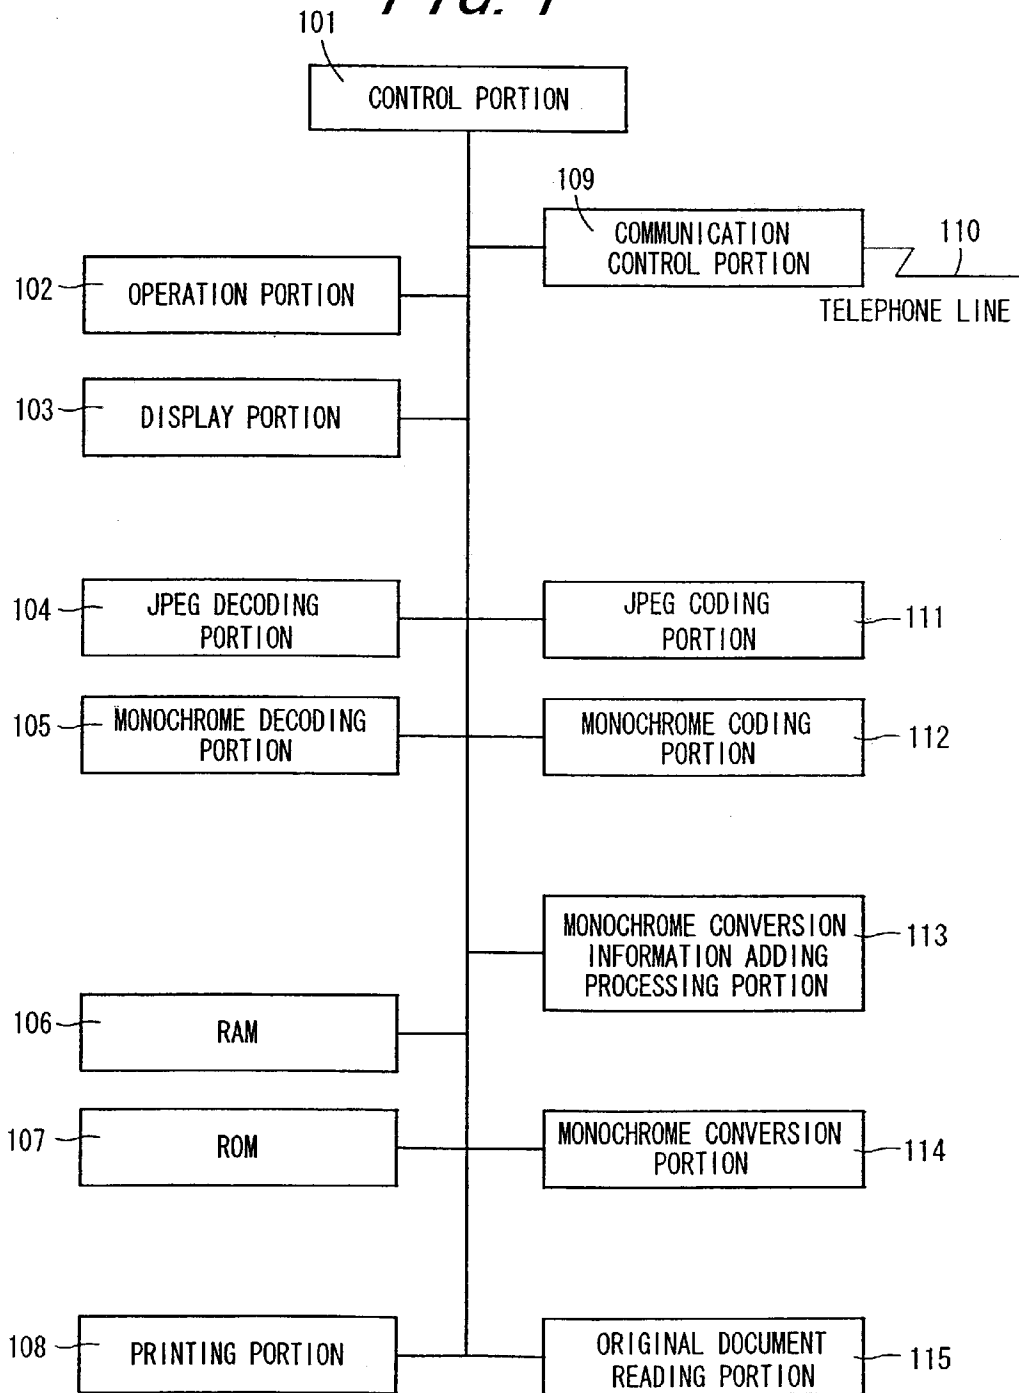 FIG. 1
101
CONTROL PORTION
109
COMMUNICATION
CONTROL PORTION
110
TELEPHONE LINE
102
OPERATION PORTION
103
DISPLAY PORTION
104
JPEG DECODING
PORTION
JPEG CODING
PORTION
111
105
MONOCHROME DECODING
PORTION
MONOCHROME CODING
PORTION
112
MONOCHROME CONVERSION
INFORMATION ADDING
PROCESSING PORTION
113
106
RAM
107
ROM
MONOCHROME CONVERSION
PORTION
114
108
PRINTING PORTION
ORIGINAL DOCUMENT
READING PORTION
115